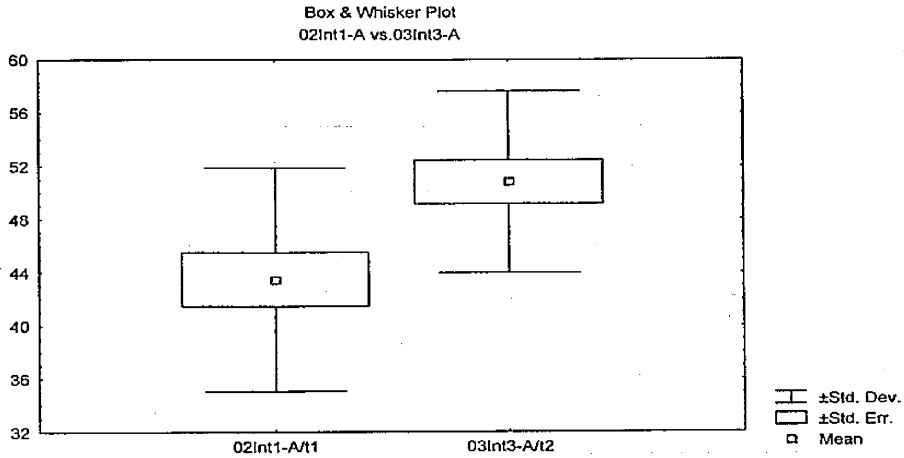 Box & Whisker Plot
02Int1-A vs.03Int3-A
60
56
52
48
44
40
36
32
02Int1-A/t1
03Int3-A/t2
±Std. Dev.
±Std. Err.
Mean